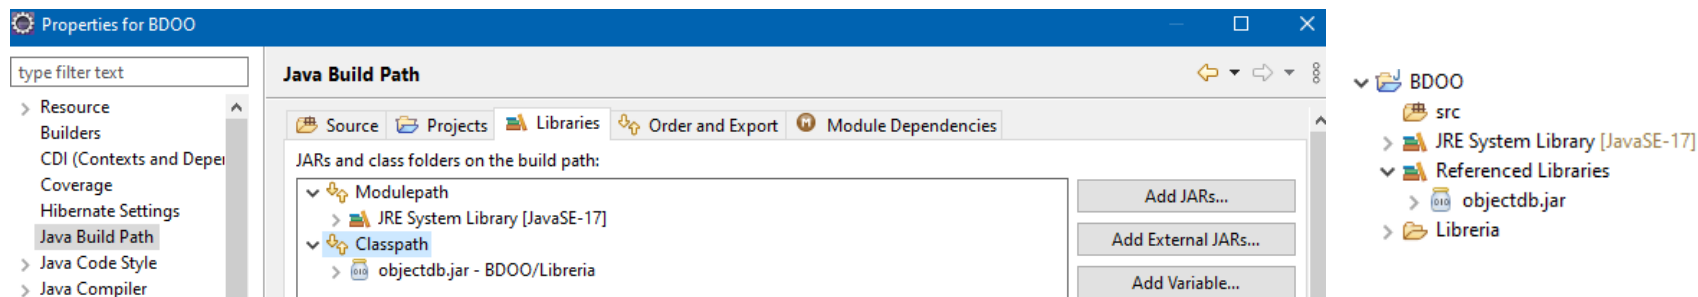 Properties for BDOO
type filter text
Resource
Builders
CDI (Contexts and Deper
Coverage
Hibernate Settings
Java Build Path
Java Code Style
Java Compiler
Java Build Path
Source Projects Libraries Order and Export Module Dependencies
JARs and class folders on the build path:
Modulepath
JRE System Library [JavaSE-17]
Classpath
objectdb.jar - BDOO/Libreria
Add JARs...
Add External JARs...
Add Variable...
BDOO
src
JRE System Library [JavaSE-17]
Referenced Libraries
objectdb.jar
Libreria